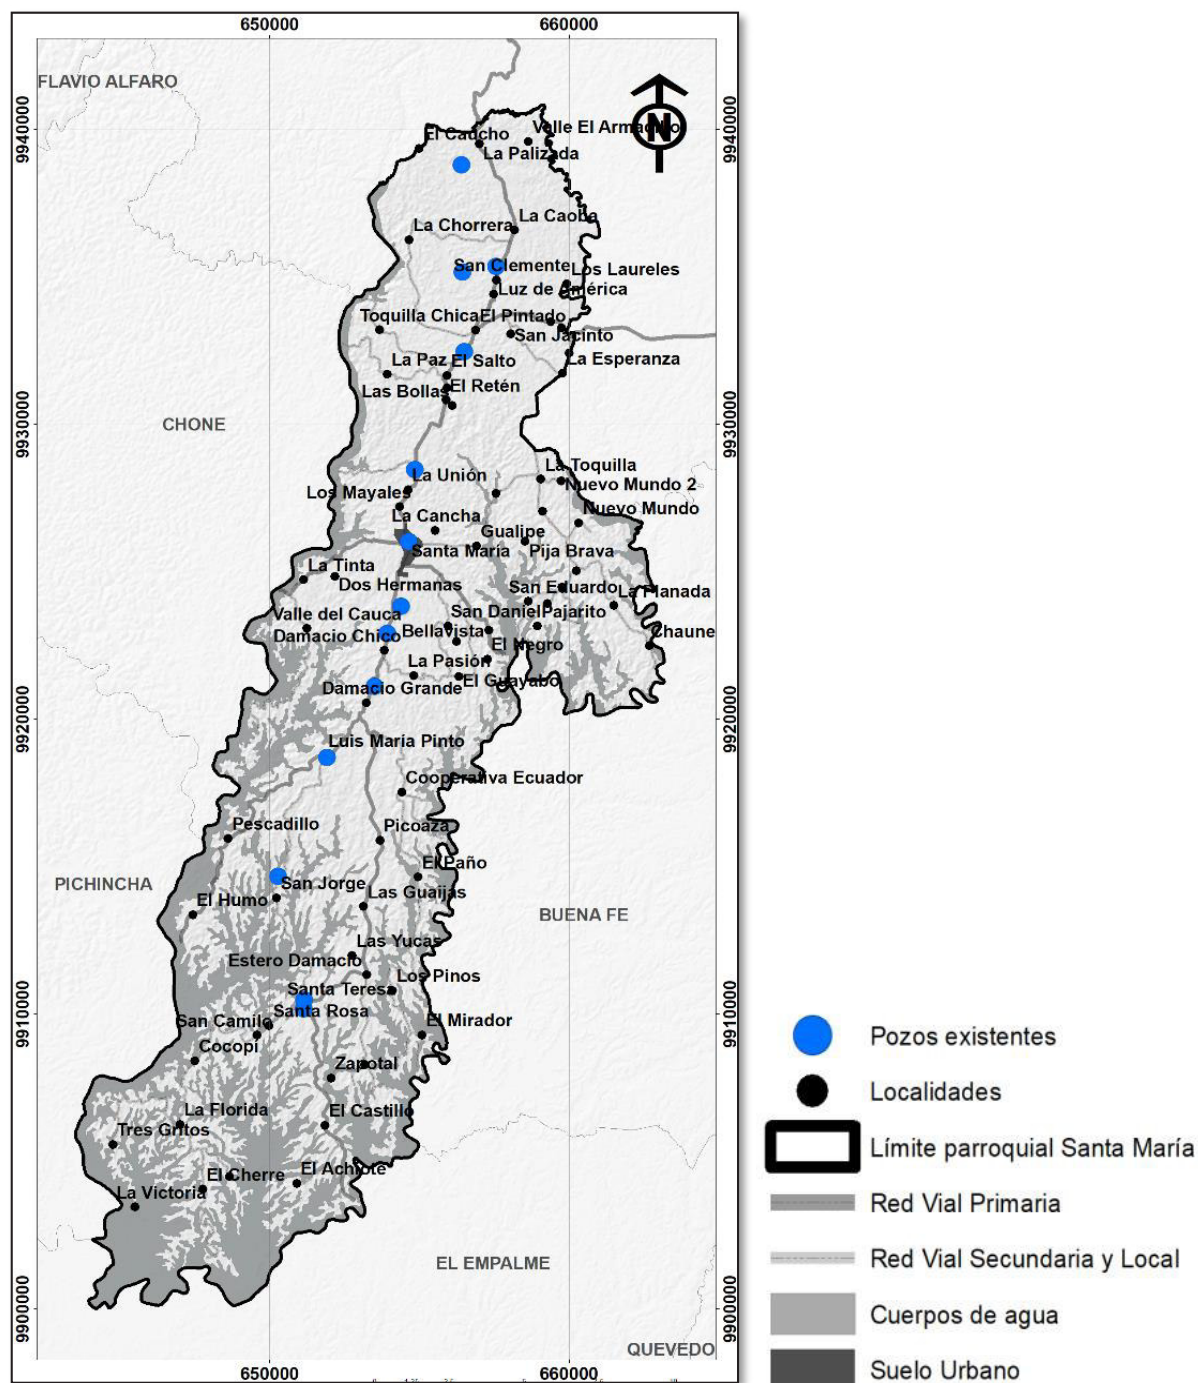 650000
660000
FLAVIO ALFARO
N
9940000
9940000
El Caucho
Valle El Armadillo
La Palizada
La Chorrera
La Caoba
San Clemente
Los Laureles
Luz de América
Toquilla Chica
El Pintado
San Jacinto
La Paz
El Salto
La Esperanza
Las Bollas
El Retén
CHONE
9930000
9930000
La Toquilla
La Unión
Nuevo Mundo 2
Los Mayales
La Cancha
Nuevo Mundo
Gualipe
Santa María
Pija Brava
La Tinta
Dos Hermanas
San Eduardo
La Planada
Valle del Cauca
San Daniel
Pajarito
Damacio Chico
Bellavista
Chaune
El Negro
La Pasión
El Guayabo
Damacio Grande
9920000
9920000
Luis María Pinto
Cooperativa Ecuador
Pescadillo
Picoaza
El Paño
PICHINCHA
San Jorge
Las Guaijas
El Humo
BUENA FE
Las Yucas
Estero Damacio
Los Pinos
Santa Teresa
Santa Rosa
San Camilo
El Mirador
9910000
9910000
Cocopí
Zapotal
La Florida
El Castillo
Tres Gritos
El Cherre
El Achiote
La Victoria
EL EMPALME
9900000
9900000
QUEVEDO
650000
660000
Pozos existentes
Localidades
Límite parroquial Santa María
Red Vial Primaria
Red Vial Secundaria y Local
Cuerpos de agua
Suelo Urbano